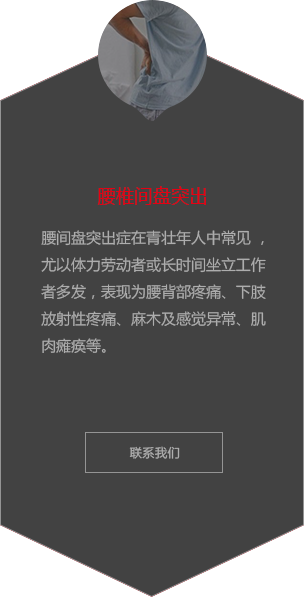 腰椎间盘突出
腰间盘突出症在青壮年人中常见，
尤以体力劳动者或长时间坐立工作
者多发，表现为腰背部疼痛、下肢
放射性疼痛、麻木及感觉异常、肌
肉瘫痪等。
联系我们